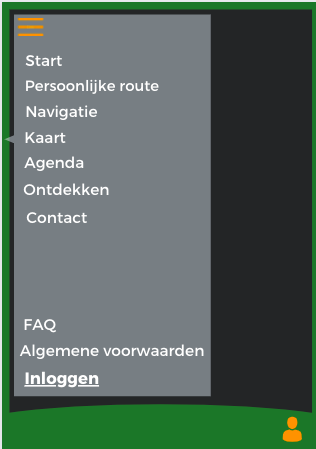 Start
Persoonlijke route
Navigatie
Kaart
Agenda
Ontdekken
Contact
FAQ
Algemene voorwaarden
Inloggen